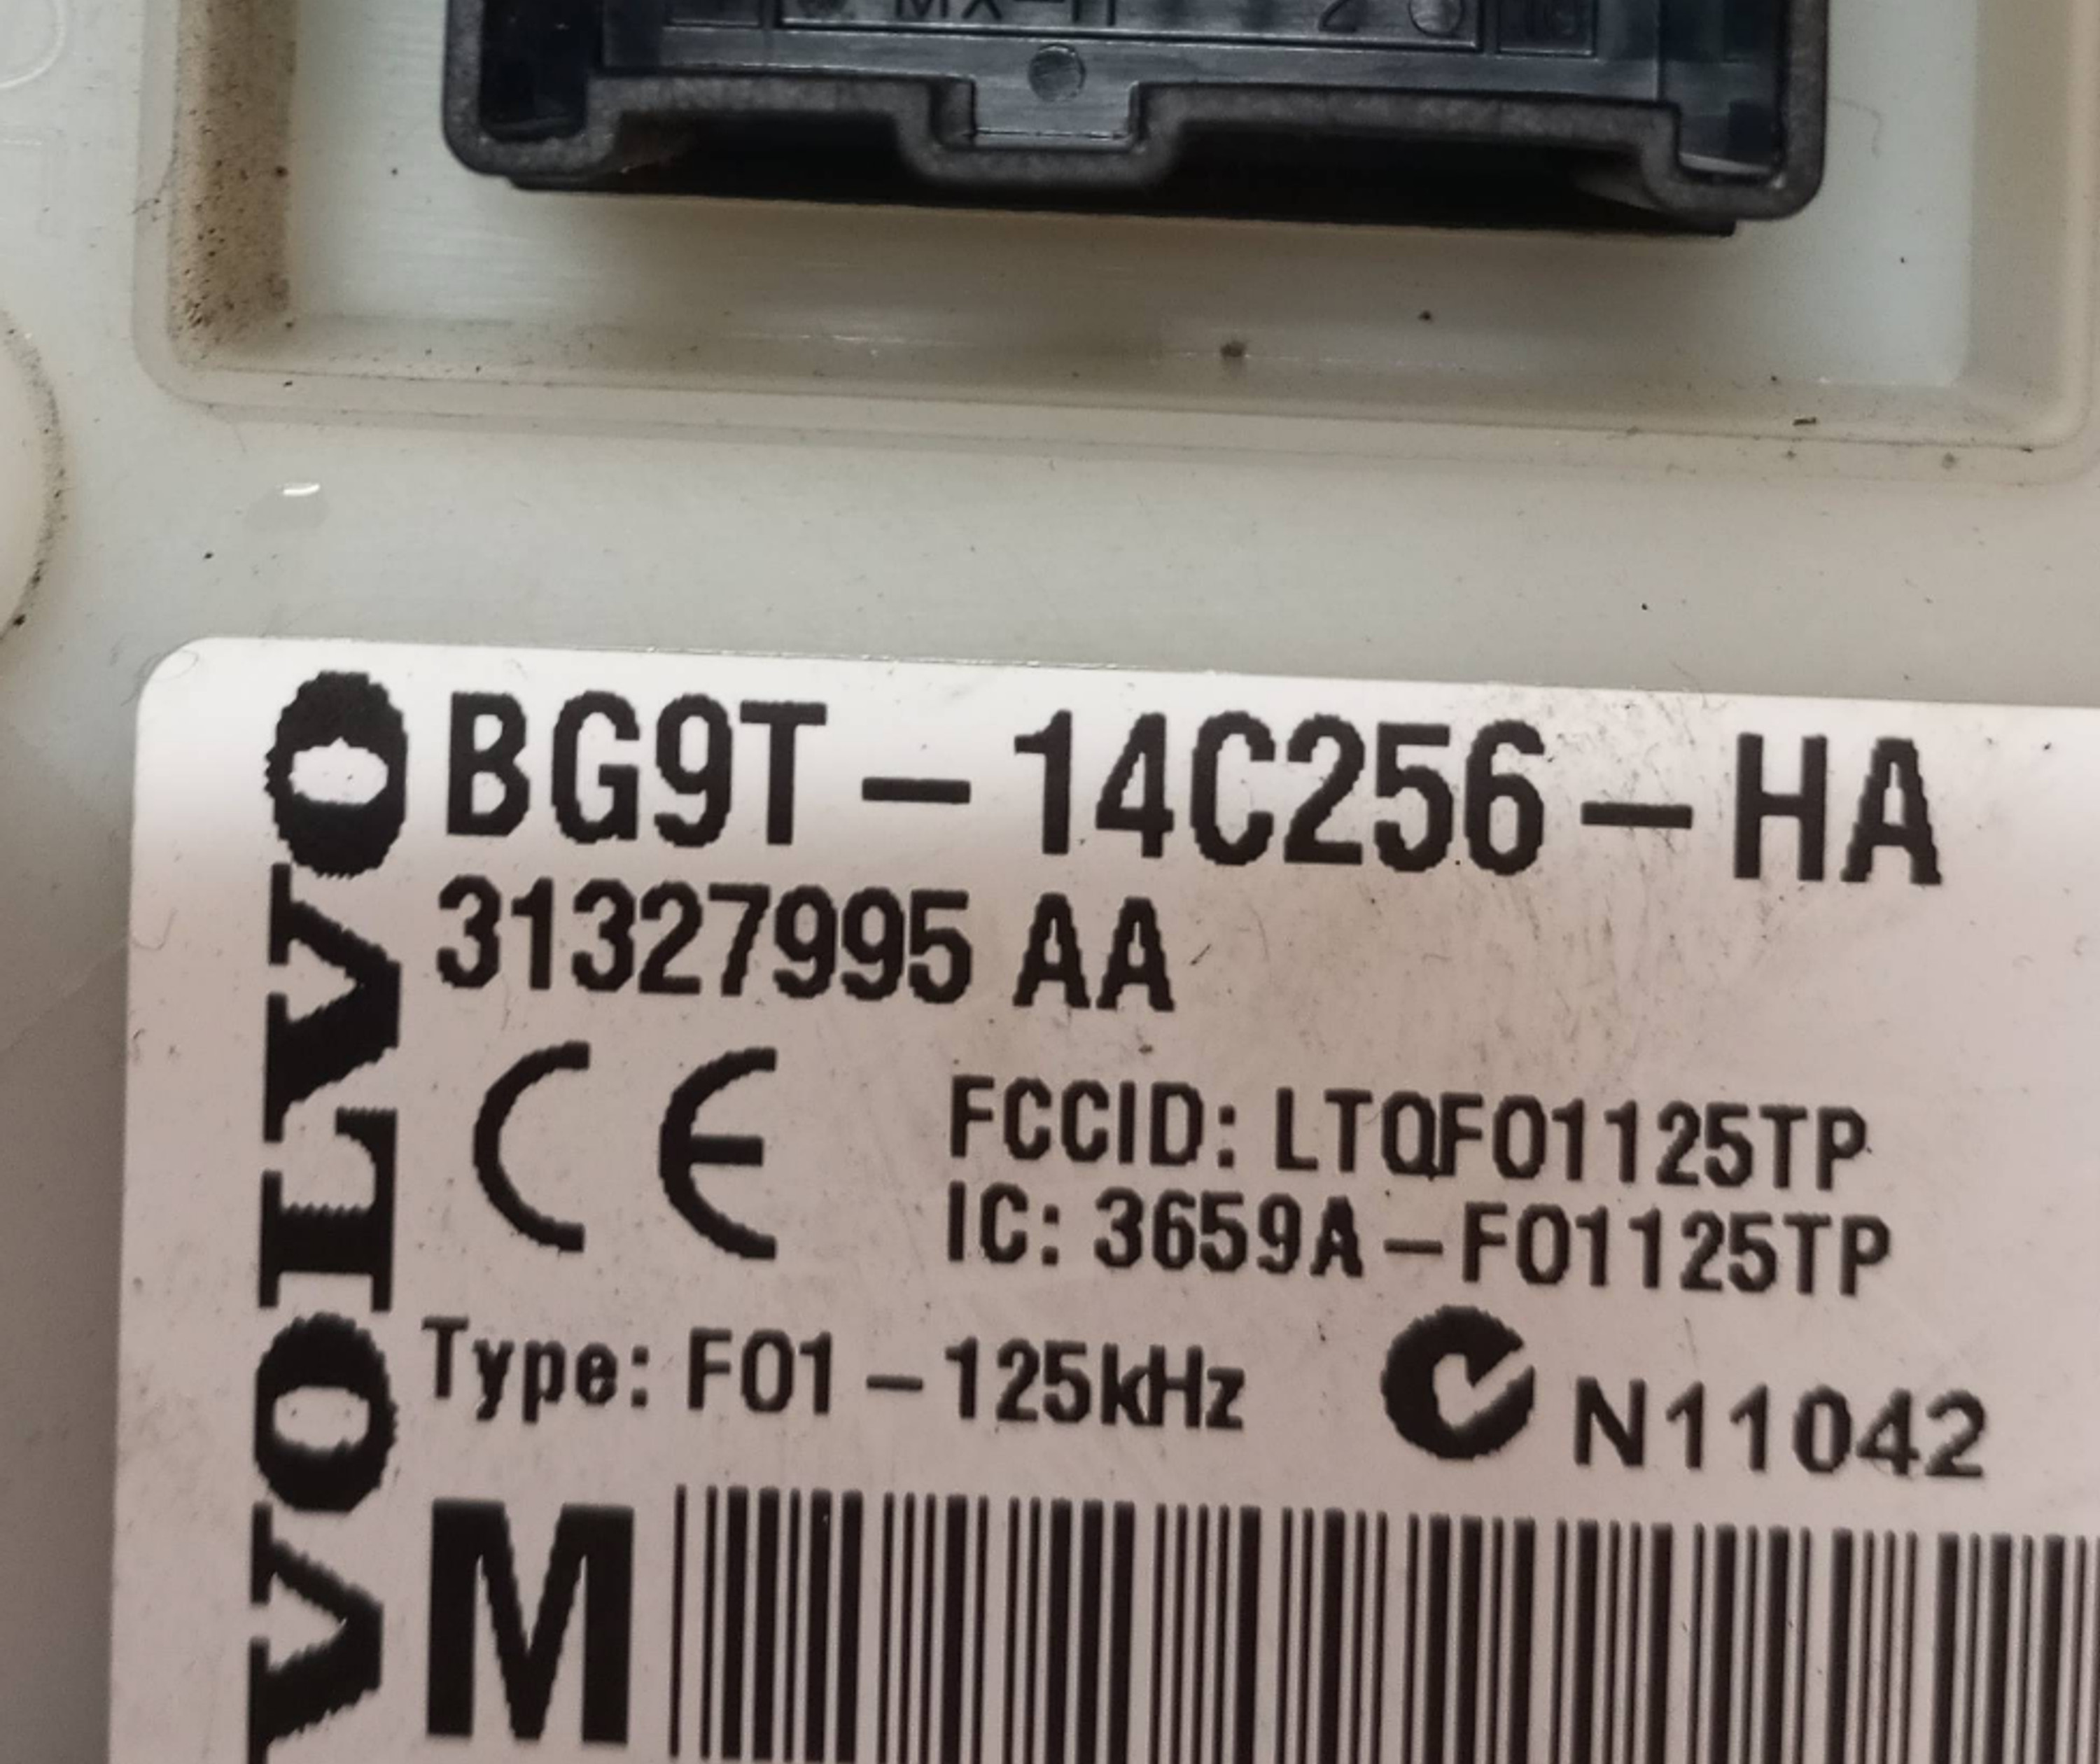 BG9T-14C256-HA
31327995 AA
CE
FCCID: LTQF01125TP
IC: 3659A-F01125TP
Type: F01-125kHz
N11042
M
VOLVO